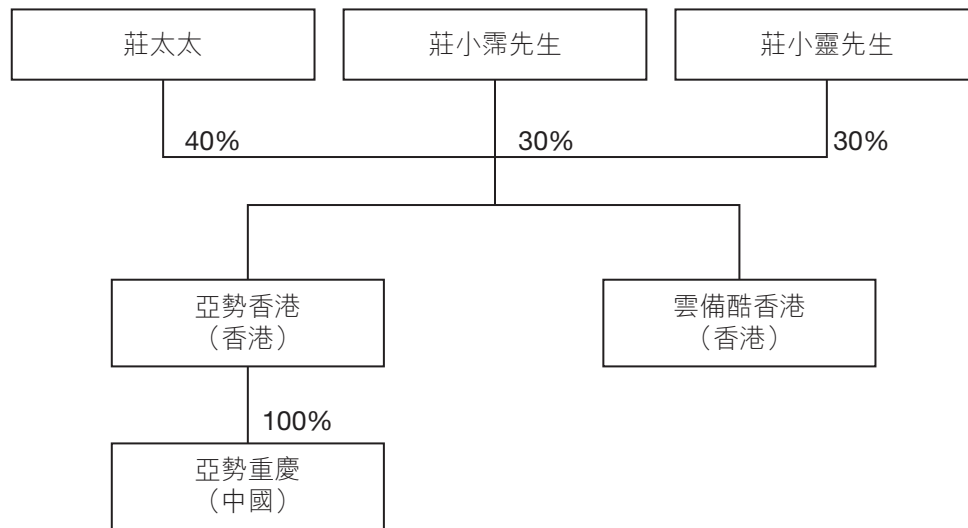 莊太太
莊小霈先生
莊小靈先生
40%
30%
30%
亞勢香港
（香港）
雲備酷香港
（香港）
100%
亞勢重慶
（中國）